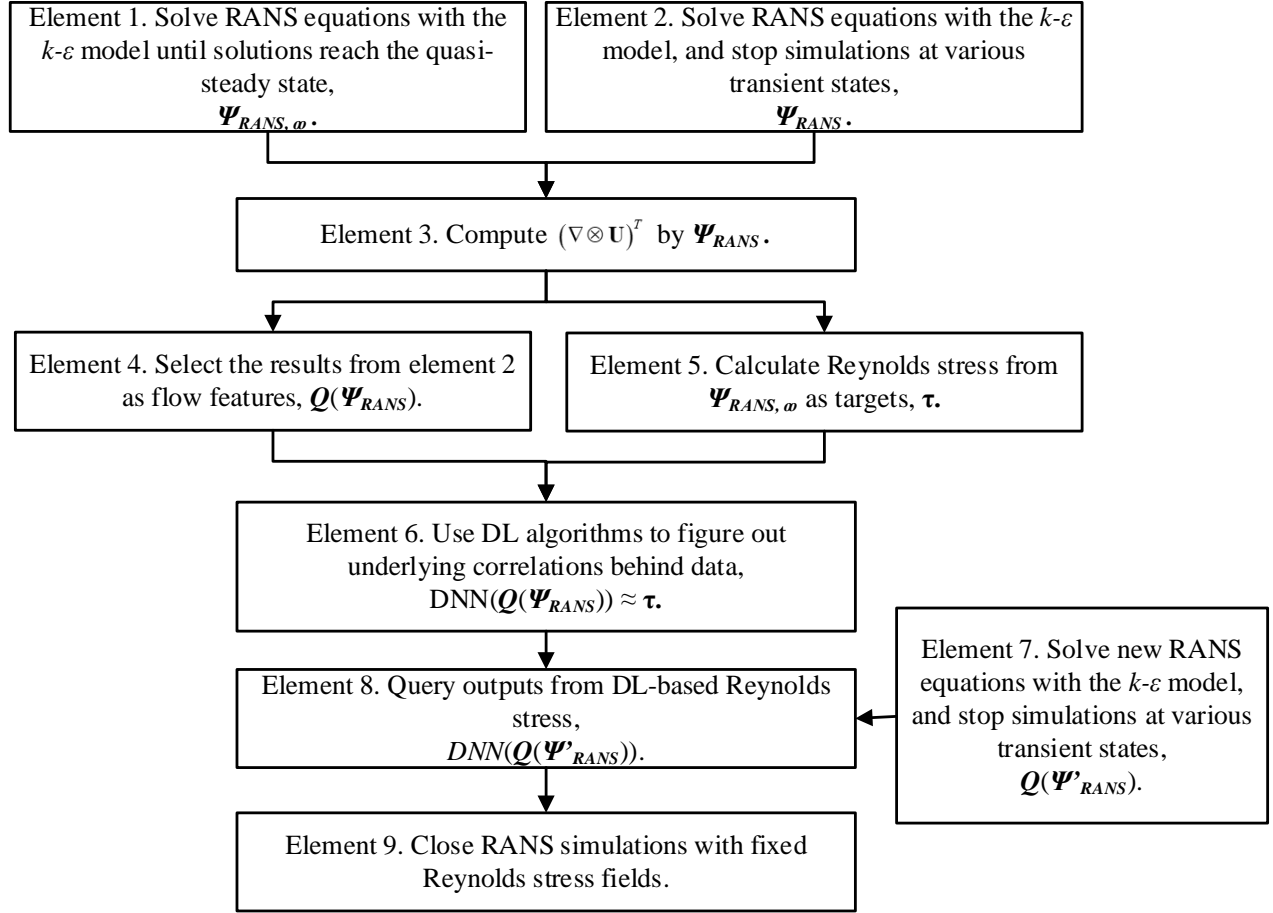 Element 1. Solve RANS equations with the
k-ε model until solutions reach the quasi-
steady state,
Ψ_RANS, ∞.
Element 2. Solve RANS equations with the k-ε
model, and stop simulations at various
transient states,
Ψ_RANS.
Element 3. Compute (∇⊗U)^T by Ψ_RANS.
Element 4. Select the results from element 2
as flow features, Q(Ψ_RANS).
Element 5. Calculate Reynolds stress from
Ψ_RANS, ∞ as targets, τ.
Element 6. Use DL algorithms to figure out
underlying correlations behind data,
DNN(Q(Ψ_RANS)) ≈ τ.
Element 7. Solve new RANS
equations with the k-ε model,
and stop simulations at various
transient states,
Q(Ψ’_RANS).
Element 8. Query outputs from DL-based Reynolds
stress,
DNN(Q(Ψ’_RANS)).
Element 9. Close RANS simulations with fixed
Reynolds stress fields.